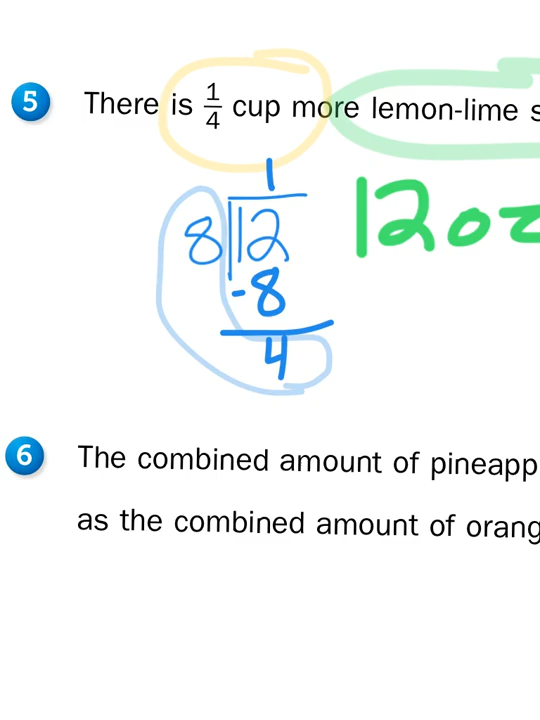 5 There is 1/4 cup more lemon-lime s
1
8 12 12oz
-8
4
6 The combined amount of pineapp
as the combined amount of orang